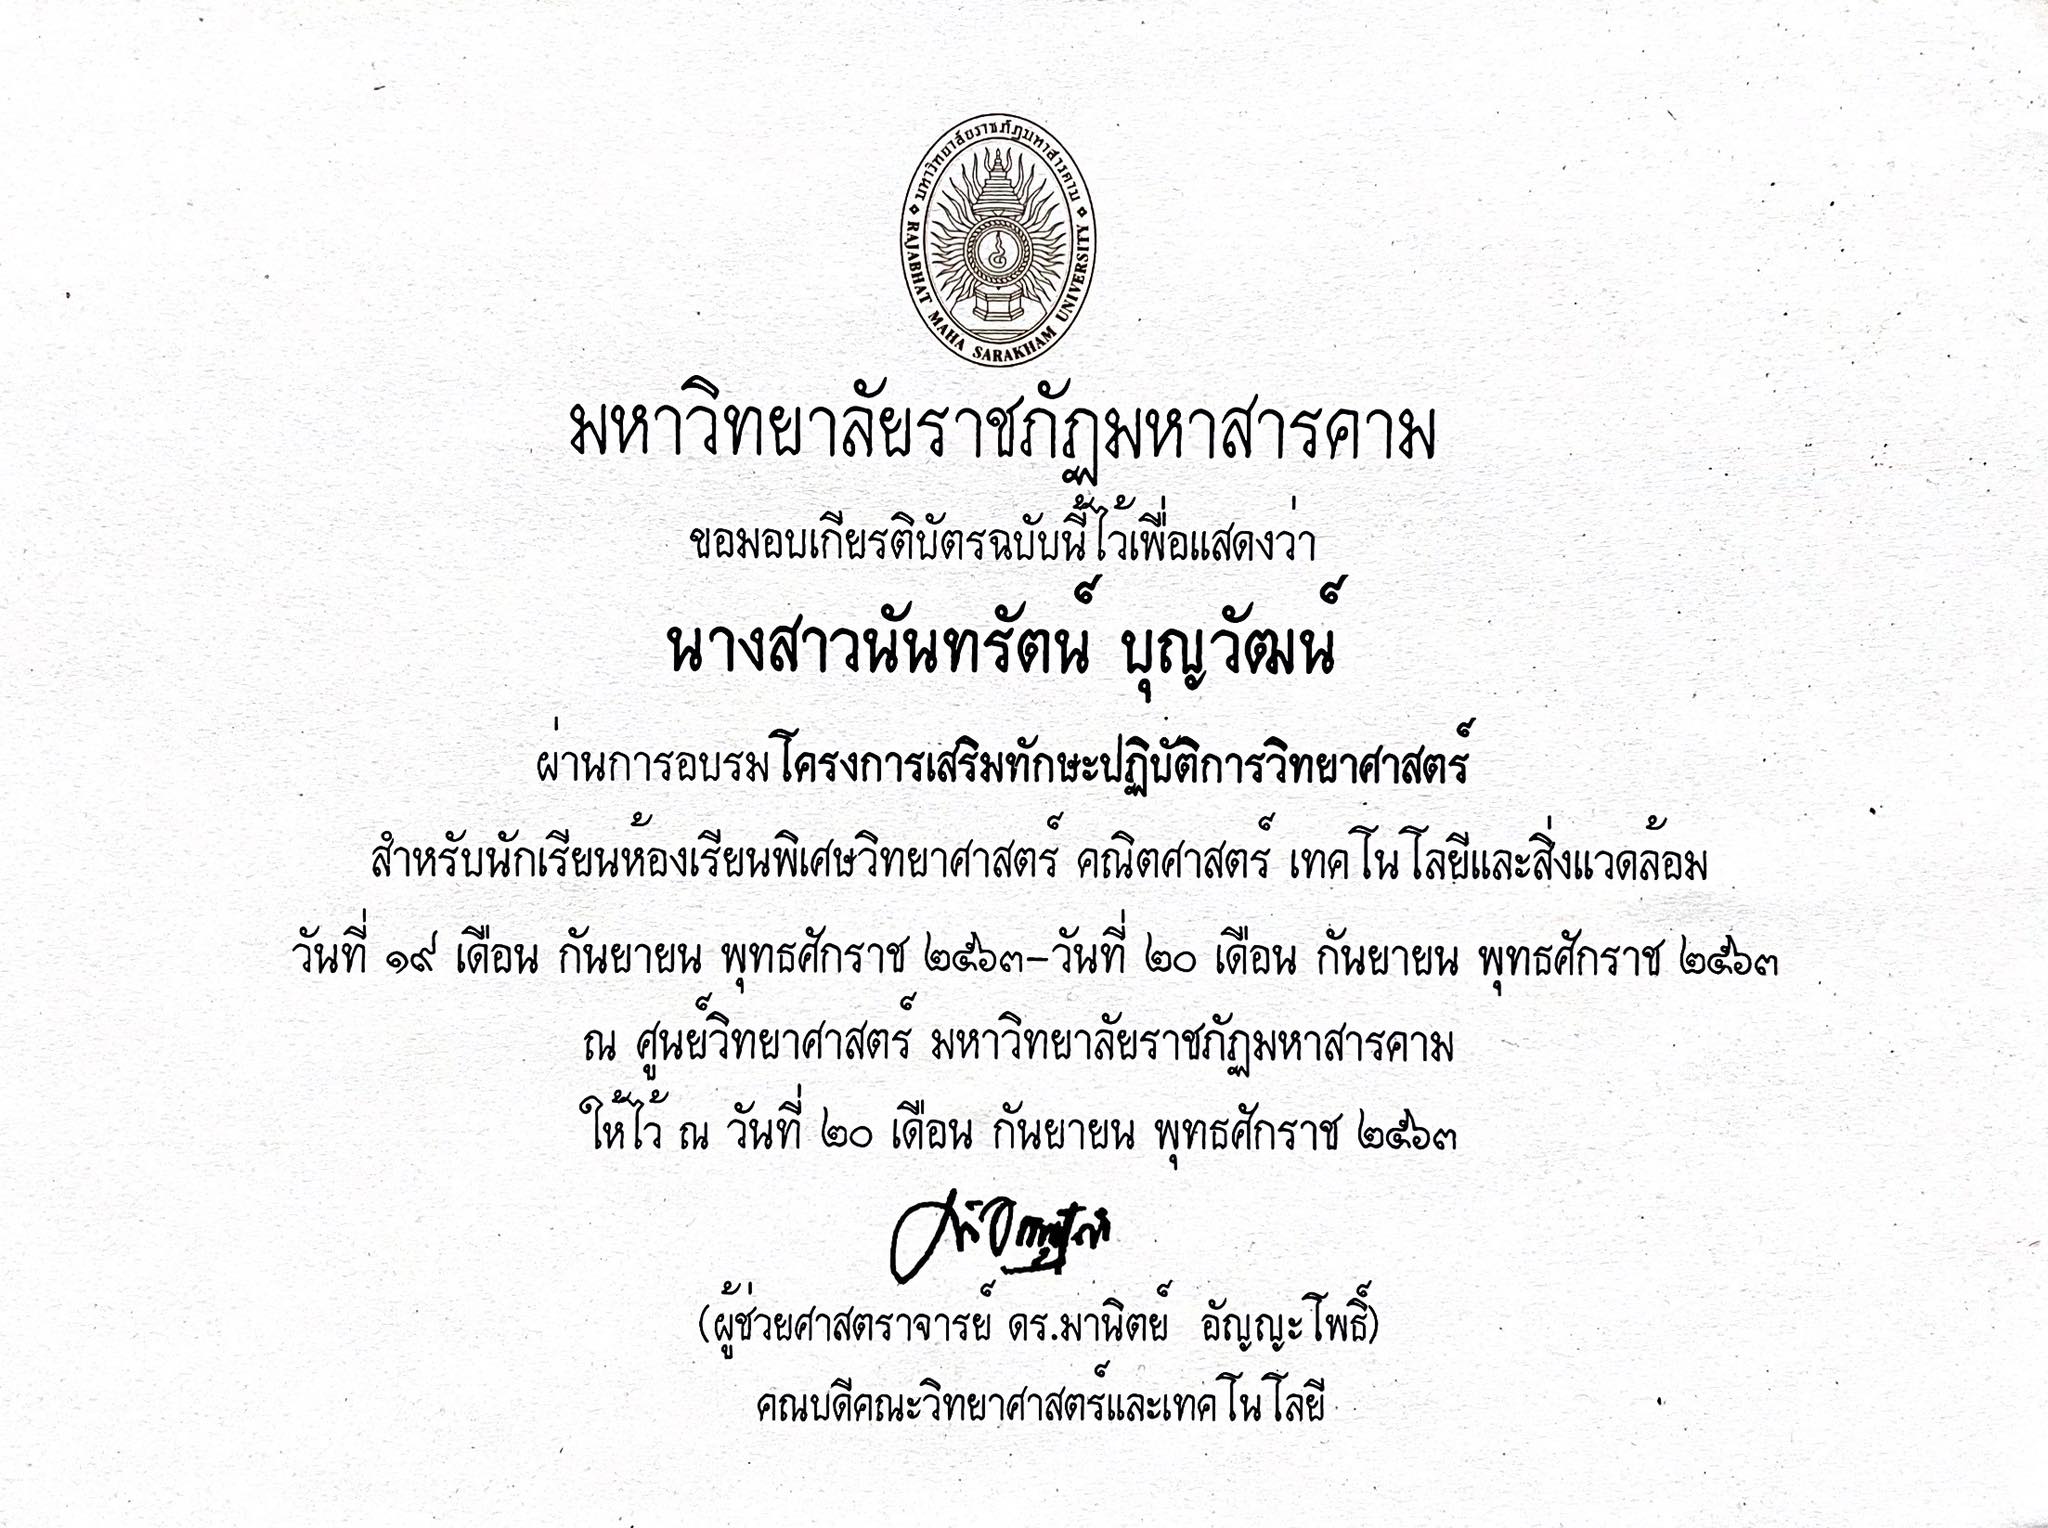 มหาวิทยาลัยราชภัฏมหาสารคาม
RAJABHAT MAHA SARAKHAM UNIVERSITY
มหาวิทยาลัยราชภัฏมหาสารคาม
ขอมอบเกียรติบัตรฉบับนี้ไว้เพื่อแสดงว่า
นางสาวนันทรัตน์ บุญวัฒน์
ผ่านการอบรมโครงการเสริมทักษะปฏิบัติการวิทยาศาสตร์
สำหรับนักเรียนห้องเรียนพิเศษวิทยาศาสตร์ คณิตศาสตร์ เทคโนโลยีและสิ่งแวดล้อม
วันที่ ๑๙ เดือน กันยายน พุทธศักราช ๒๕๖๓-วันที่ ๒๐ เดือน กันยายน พุทธศักราช ๒๕๖๓
ณ ศูนย์วิทยาศาสตร์ มหาวิทยาลัยราชภัฏมหาสารคาม
ให้ไว้ ณ วันที่ ๒๐ เดือน กันยายน พุทธศักราช ๒๕๖๓
(ผู้ช่วยศาสตราจารย์ ดร.มานิตย์ อัญญะโพธิ์)
คณบดีคณะวิทยาศาสตร์และเทคโนโลยี